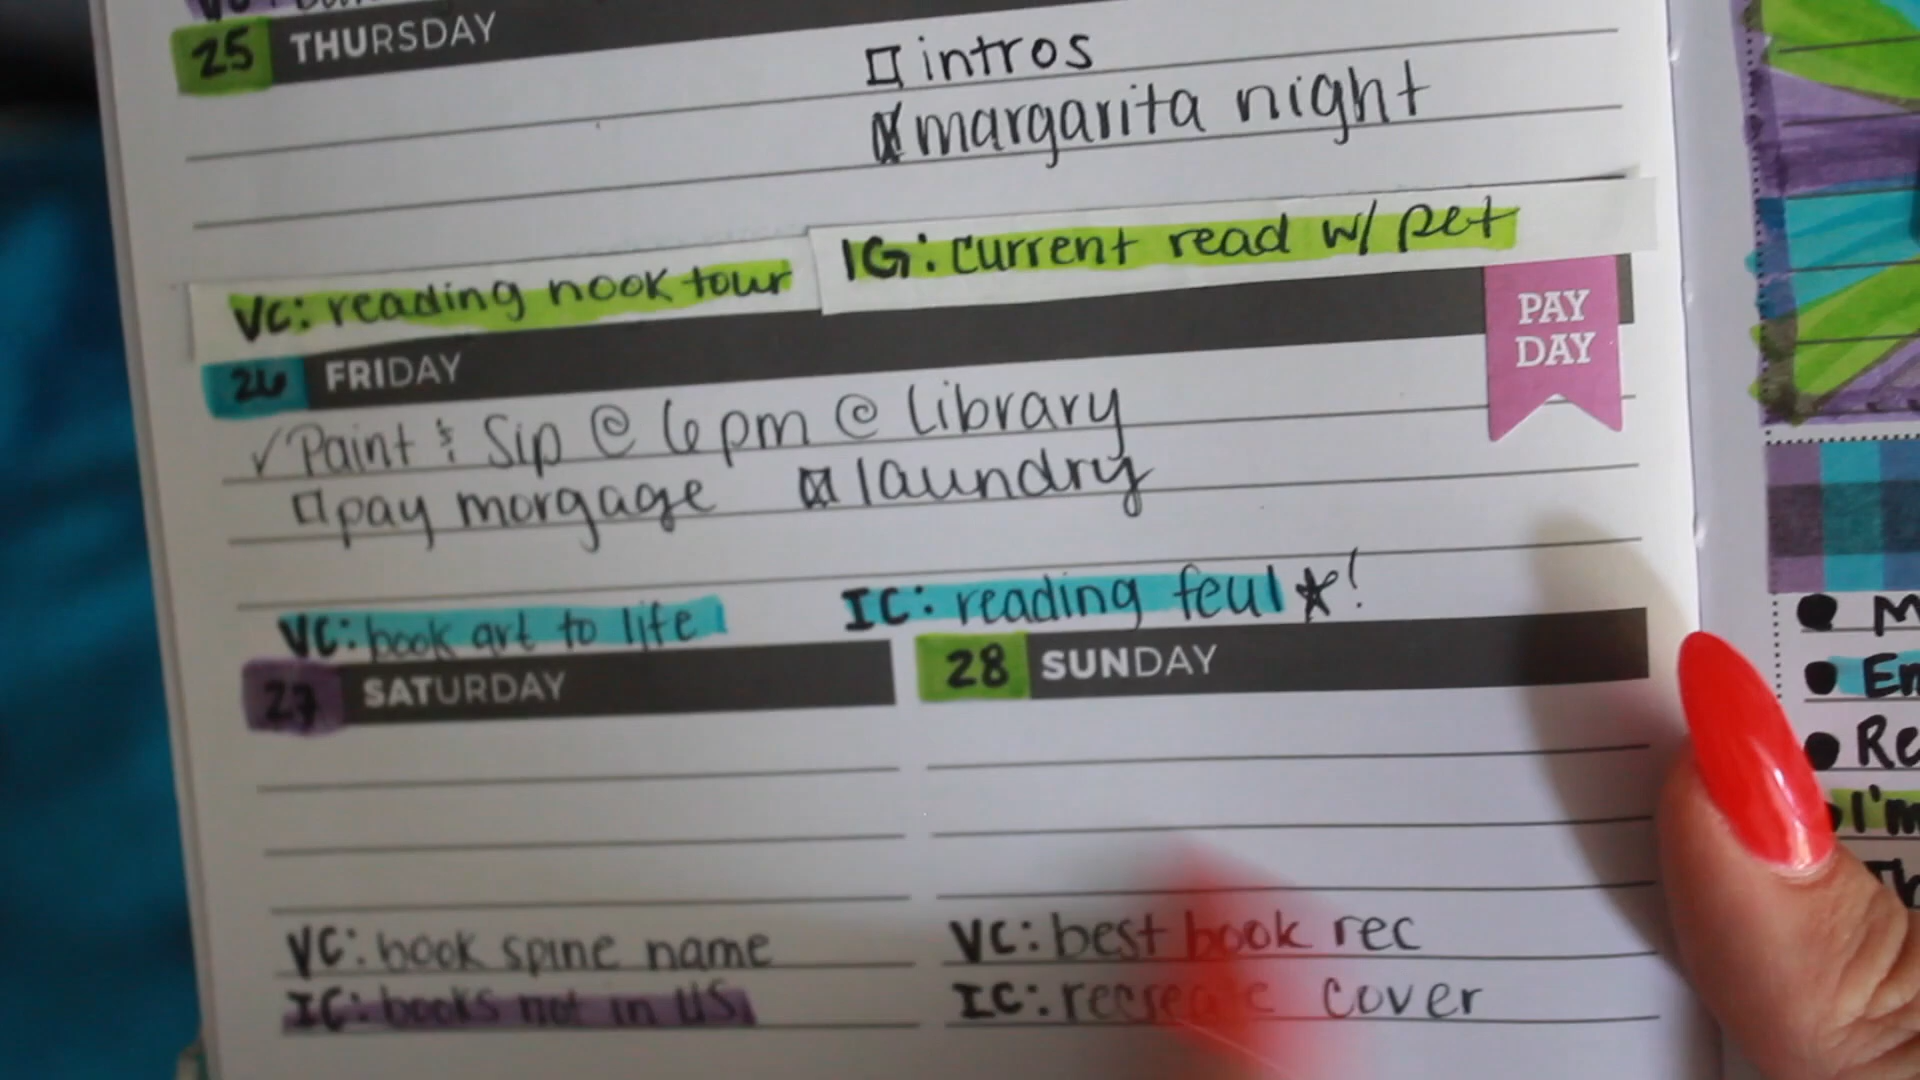 25 THURSDAY
intros
margarita night
VC: reading nook tour
IG: current read w/ pet
26 FRIDAY
PAY
DAY
✓ Paint & Sip @ 6pm @ Library
pay morgage laundry
VC: book art to life
IC: reading feul ★!
27 SATURDAY
VC: book spine name
IC: books not in US
28 SUNDAY
VC: best book rec
IC: recreate cover
Re
I'm